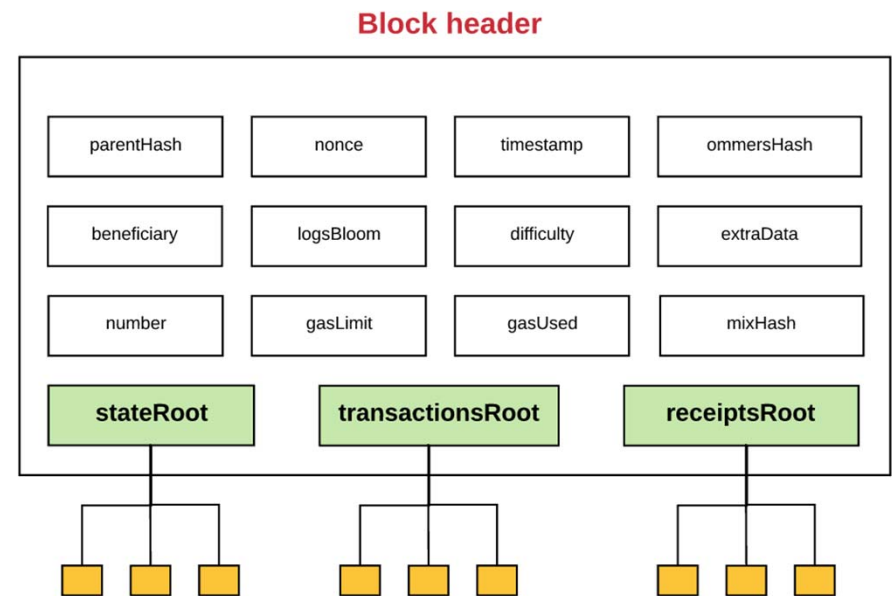 Block header
parentHash nonce timestamp ommersHash
beneficiary logsBloom difficulty extraData
number gasLimit gasUsed mixHash
stateRoot transactionsRoot receiptsRoot